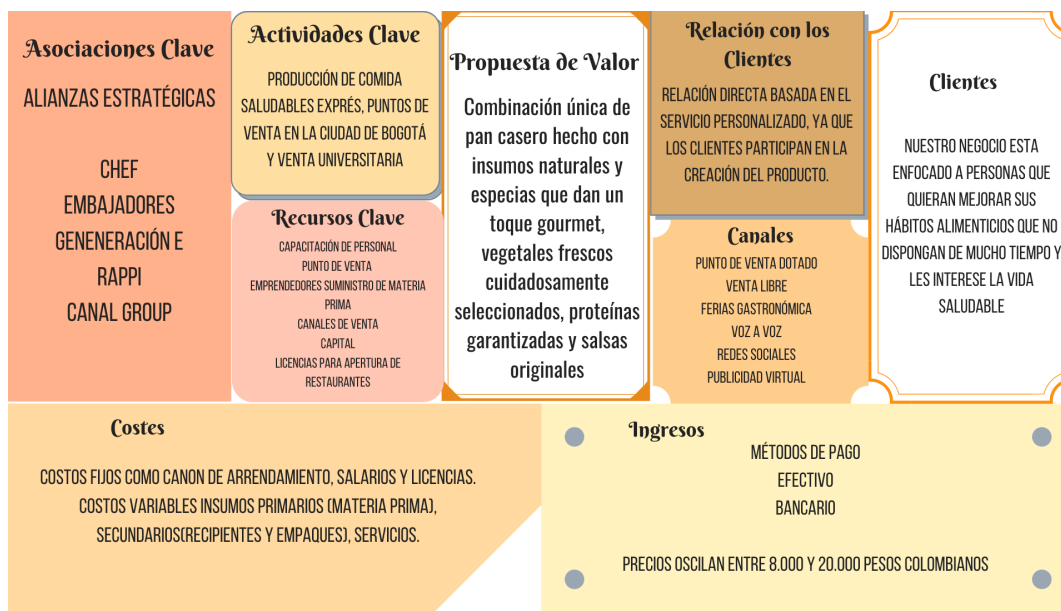 Asociaciones Clave
ALIANZAS ESTRATÉGICAS
CHEF
EMBAJADORES
GENENERACIÓN E
RAPPI
CANAL GROUP
Actividades Clave
PRODUCCIÓN DE COMIDA
SALUDABLES EXPRÉS, PUNTOS DE
VENTA EN LA CIUDAD DE BOGOTÁ
Y VENTA UNIVERSITARIA
Recursos Clave
CAPACITACIÓN DE PERSONAL
PUNTO DE VENTA
EMPRENDEDORES SUMINISTRO DE MATERIA
PRIMA
CANALES DE VENTA
CAPITAL
LICENCIAS PARA APERTURA DE
RESTAURANTES
Propuesta de Valor
Combinación única de
pan casero hecho con
insumos naturales y
especias que dan un
toque gourmet,
vegetales frescos
cuidadosamente
seleccionados, proteínas
garantizadas y salsas
originales
Relación con los
Clientes
RELACIÓN DIRECTA BASADA EN EL
SERVICIO PERSONALIZADO, YA QUE
LOS CLIENTES PARTICIPAN EN LA
CREACIÓN DEL PRODUCTO.
Canales
PUNTO DE VENTA DOTADO
VENTA LIBRE
FERIAS GASTRONÓMICA
VOZ A VOZ
REDES SOCIALES
PUBLICIDAD VIRTUAL
Clientes
NUESTRO NEGOCIO ESTA
ENFOCADO A PERSONAS QUE
QUIERAN MEJORAR SUS
HÁBITOS ALIMENTICIOS QUE NO
DISPONGAN DE MUCHO TIEMPO Y
LES INTERESE LA VIDA
SALUDABLE
Costes
COSTOS FIJOS COMO CANON DE ARRENDAMIENTO, SALARIOS Y LICENCIAS.
COSTOS VARIABLES INSUMOS PRIMARIOS (MATERIA PRIMA),
SECUNDARIOS(RECIPIENTES Y EMPAQUES), SERVICIOS.
Ingresos
MÉTODOS DE PAGO
EFECTIVO
BANCARIO
PRECIOS OSCILAN ENTRE 8.000 Y 20.000 PESOS COLOMBIANOS